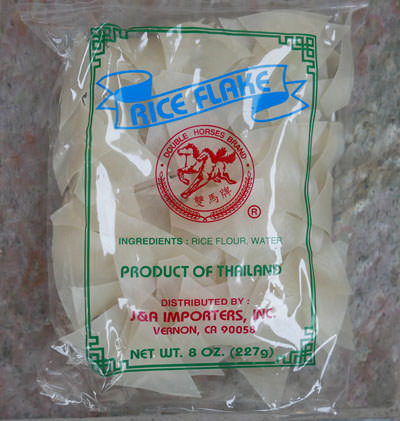 RICE FLAKE
DOUBLE HORSES BRAND
雙馬牌
®
INGREDIENTS : RICE FLOUR, WATER
PRODUCT OF THAILAND
DISTRIBUTED BY :
J&R IMPORTERS, INC.
VERNON, CA 90058
NET WT. 8 OZ. (227g)